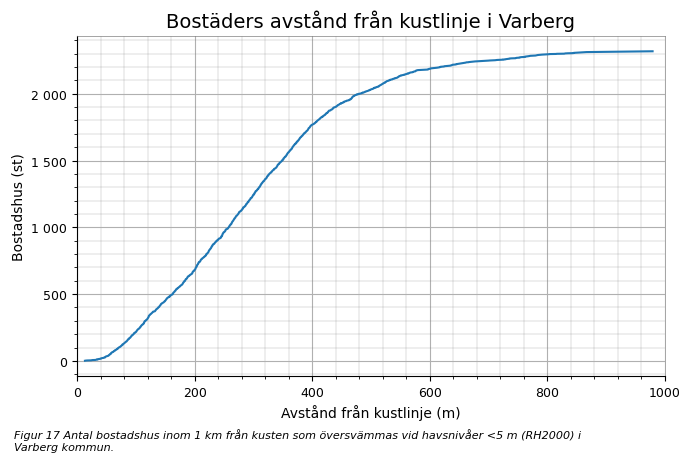 Bostäders avstånd från kustlinje i Varberg
Bostadshus (st)
2 000
1 500
1 000
500
0
0 200 400 600 800 1000
Avstånd från kustlinje (m)
Figur 17 Antal bostadshus inom 1 km från kusten som översvämmas vid havsnivåer <5 m (RH2000) i
Varberg kommun.